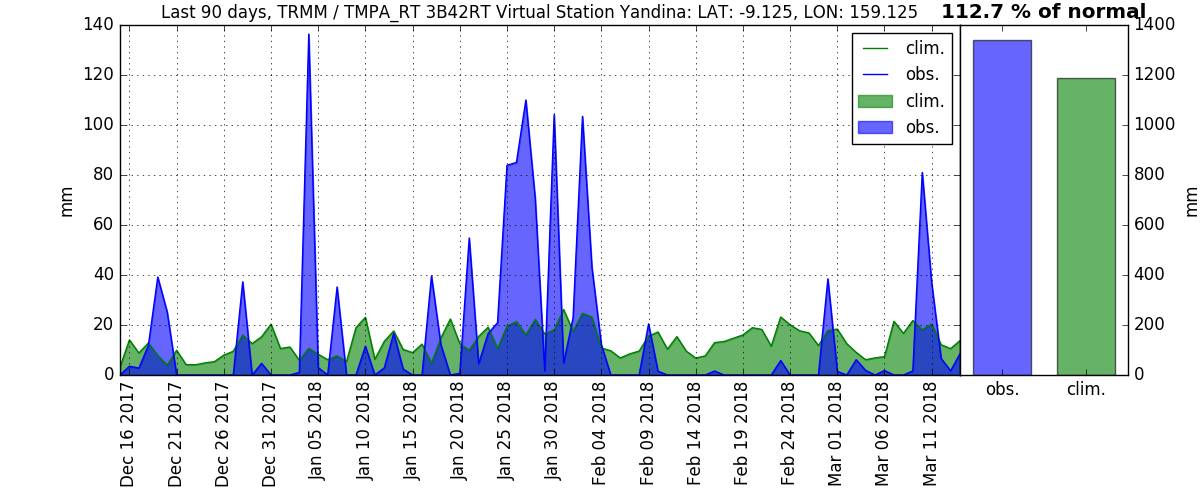 Last 90 days, TRMM / TMPA_RT 3B42RT Virtual Station Yandina: LAT: -9.125, LON: 159.125
112.7 % of normal
mm
140
120
100
80
60
40
20
0
clim.
obs.
clim.
obs.
1400
1200
1000
800
600
400
200
0
mm
obs.
clim.
Dec 16 2017
Dec 21 2017
Dec 26 2017
Dec 31 2017
Jan 05 2018
Jan 10 2018
Jan 15 2018
Jan 20 2018
Jan 25 2018
Jan 30 2018
Feb 04 2018
Feb 09 2018
Feb 14 2018
Feb 19 2018
Feb 24 2018
Mar 01 2018
Mar 06 2018
Mar 11 2018